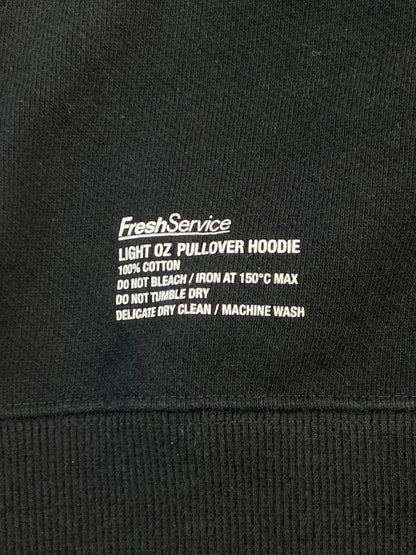 FreshService
LIGHT OZ PULLOVER HOODIE
100% COTTON
DO NOT BLEACH / IRON AT 150°C MAX
DO NOT TUMBLE DRY
DELICATE DRY CLEAN / MACHINE WASH